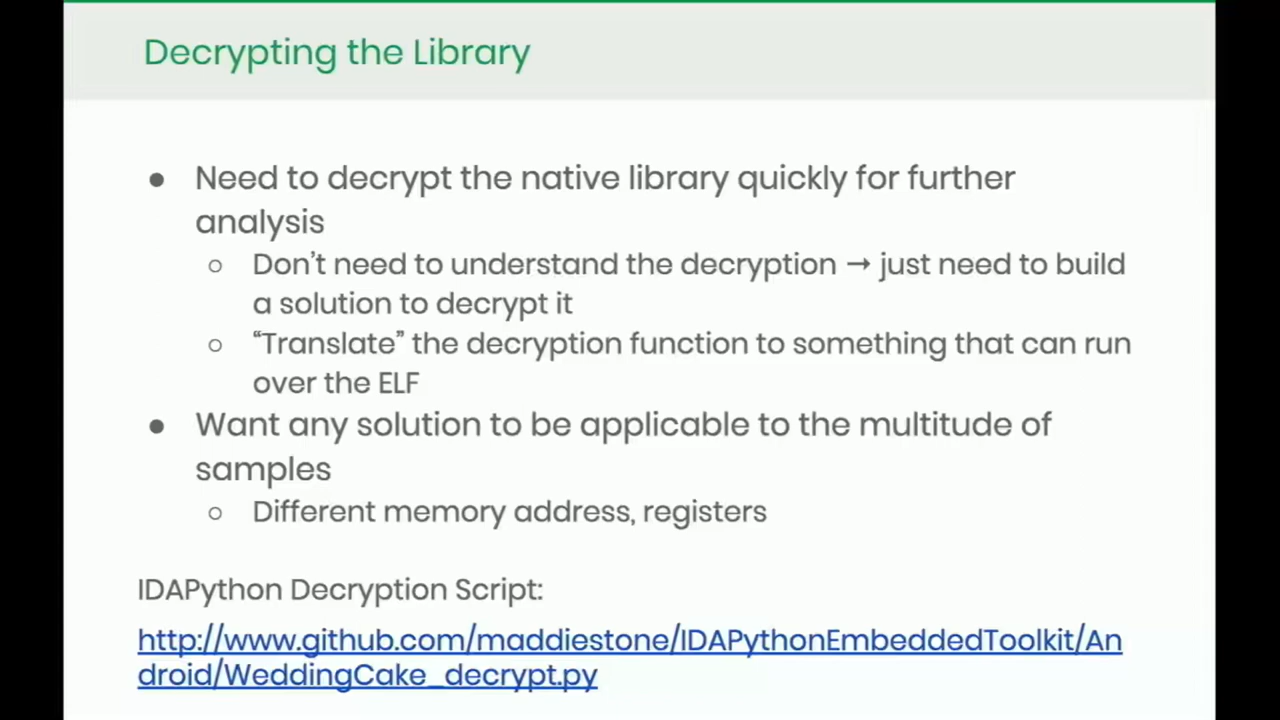 Decrypting the Library
● Need to decrypt the native library quickly for further
analysis
○ Don’t need to understand the decryption → just need to build
a solution to decrypt it
○ “Translate” the decryption function to something that can run
over the ELF
● Want any solution to be applicable to the multitude of
samples
○ Different memory address, registers
IDAPython Decryption Script:
http://www.github.com/maddiestone/IDAPythonEmbeddedToolkit/An
droid/WeddingCake_decrypt.py